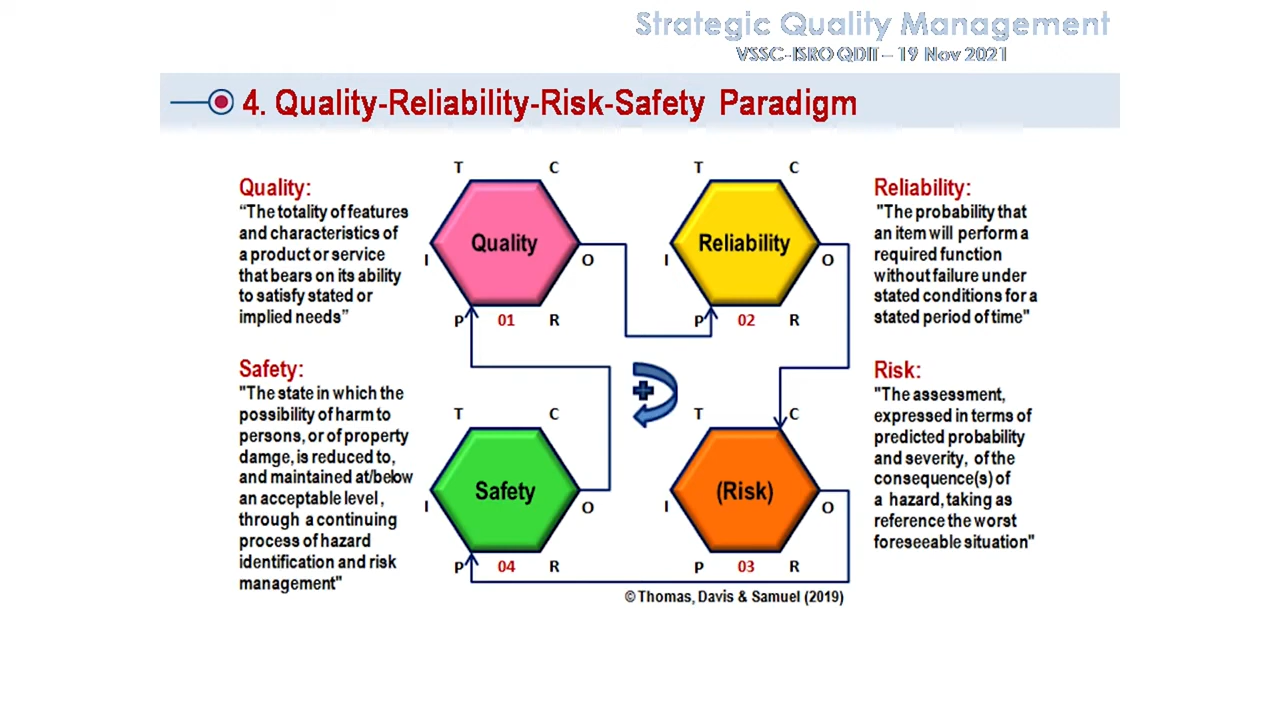 Strategic Quality Management
VSSC-ISRO QDIT – 19 Nov 2021
4. Quality-Reliability-Risk-Safety Paradigm
Quality:
“The totality of features
and characteristics of
a product or service
that bears on its ability
to satisfy stated or
implied needs”
T C
Quality
I O
P 01 R
T C
Reliability
I O
P 02 R
Reliability:
"The probability that
an item will perform a
required function
without failure under
stated conditions for a
stated period of time"
Safety:
"The state in which the
possibility of harm to
persons, or of property
damge, is reduced to,
and maintained at/below
an acceptable level,
through a continuing
process of hazard
identification and risk
management"
T C
Safety
I O
P 04 R
T C
(Risk)
I O
P 03 R
Risk:
"The assessment,
expressed in terms of
predicted probability
and severity, of the
consequence(s) of
a hazard, taking as
reference the worst
foreseeable situation"
© Thomas, Davis & Samuel (2019)